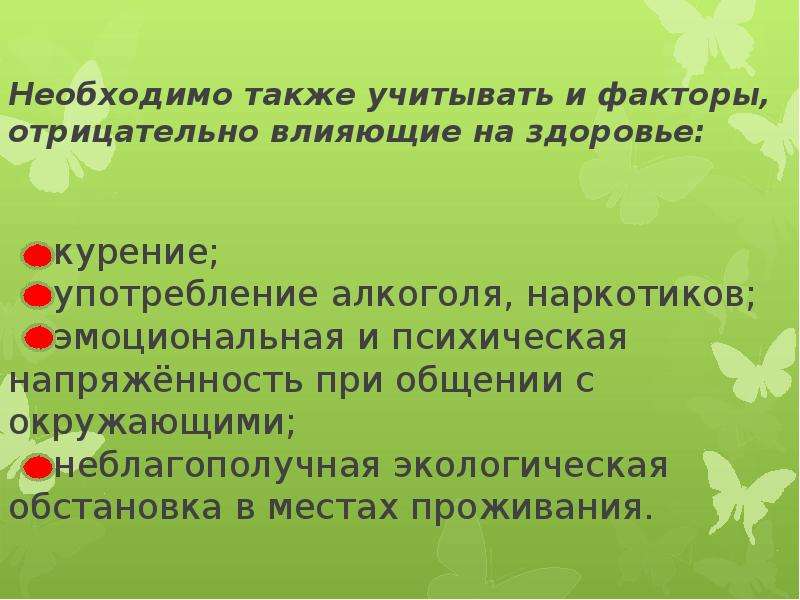 Необходимо также учитывать и факторы,
отрицательно влияющие на здоровье:
курение;
употребление алкоголя, наркотиков;
эмоциональная и психическая
напряжённость при общении с
окружающими;
неблагополучная экологическая
обстановка в местах проживания.